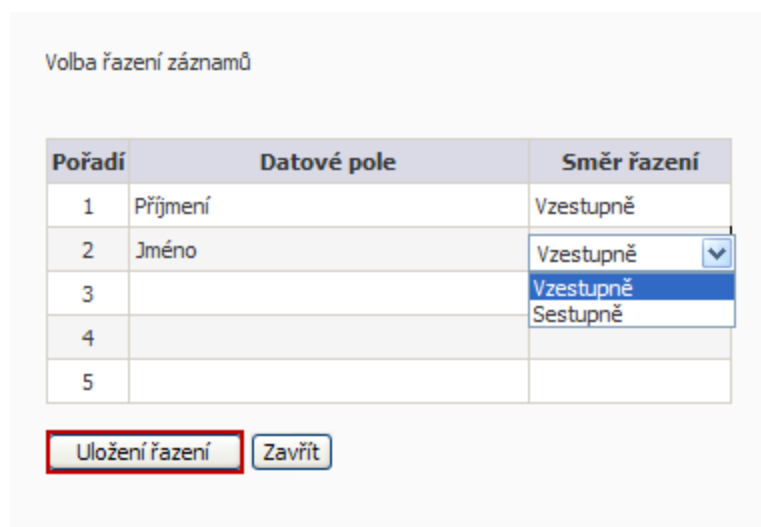 Volba řazení záznamů
Pořadí Datové pole Směr řazení
1 Příjmení Vzestupně
2 Jméno Vzestupně
3 Vzestupně
Sestupně
4
5
Uložení řazení Zavřít